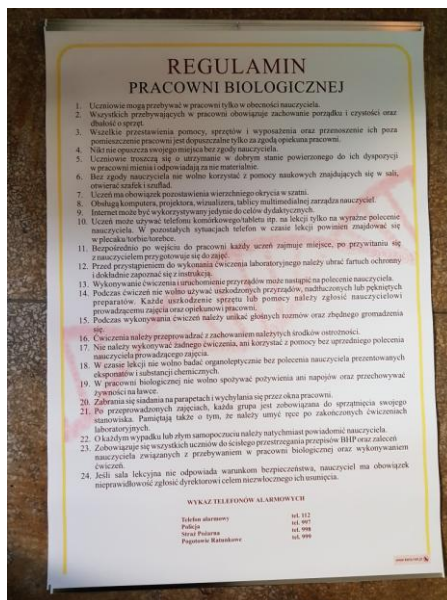 REGULAMIN
PRACOWNI BIOLOGICZNEJ
1. Uczniowie mogą przebywać w pracowni tylko w obecności nauczyciela.
2. Wszystkich przebywających w pracowni obowiązuje zachowanie porządku i czystości oraz
dbałość o sprzęt.
3. Wszelkie przestawienia pomocy, sprzętów i wyposażenia oraz przenoszenie ich poza
pomieszczenie pracowni jest dopuszczalne tylko za zgodą opiekuna pracowni.
4. Nikt nie opuszcza swojego miejsca bez zgody nauczyciela.
5. Uczniowie troszczą się o utrzymanie w dobrym stanie powierzonego do ich dyspozycji
w pracowni mienia i odpowiadają za nie materialnie.
6. Bez zgody nauczyciela nie wolno korzystać z pomocy naukowych znajdujących się w sali,
otwierać szafek i szuflad.
7. Uczeń ma obowiązek pozostawienia wierzchniego okrycia w szatni.
8. Obsługą komputera, projektora, wizualizera, tablicy multimedialnej zarządza nauczyciel.
9. Internet może być wykorzystywany jedynie do celów dydaktycznych.
10. Uczeń może używać telefonu komórkowego/tabletu itp. na lekcji tylko na wyraźne polecenie
nauczyciela. W pozostałych sytuacjach telefon w czasie lekcji powinien znajdować się
w plecaku/torbie/torebce.
11. Bezpośrednio po wejściu do pracowni każdy uczeń zajmuje miejsce, po przywitaniu się
z nauczycielem przygotowuje się do zajęć.
12. Przed przystąpieniem do wykonania ćwiczenia laboratoryjnego należy ubrać fartuch ochronny
i dokładnie zapoznać się z instrukcją.
13. Wykonywanie ćwiczenia i uruchomienie przyrządów może nastąpić na polecenie nauczyciela.
14. Podczas ćwiczeń nie wolno używać uszkodzonych przyrządów, nadtłuczonych lub pękniętych
preparatów. Każde uszkodzenie sprzętu lub pomocy należy zgłosić nauczycielowi
prowadzącemu zajęcia oraz opiekunowi pracowni.
15. Podczas wykonywania ćwiczeń należy unikać głośnych rozmów oraz zbędnego gromadzenia
się.
16. Ćwiczenia należy przeprowadzać z zachowaniem należytych środków ostrożności.
17. Nie należy wykonywać żadnego ćwiczenia, ani korzystać z pomocy bez uprzedniego polecenia
nauczyciela prowadzącego zajęcia.
18. W czasie lekcji nie wolno badać organoleptycznie bez polecenia nauczyciela prezentowanych
eksponatów i substancji chemicznych.
19. W pracowni biologicznej nie wolno spożywać pożywienia ani napojów oraz przechowywać
żywności na ławce.
20. Zabrania się siadania na parapetach i wychylania się przez okna pracowni.
21. Po przeprowadzonych zajęciach, każda grupa jest zobowiązana do sprzątnięcia swojego
stanowiska. Pamiętają także o tym, że należy umyć ręce po zakończonych ćwiczeniach
laboratoryjnych.
22. O każdym wypadku lub złym samopoczuciu należy natychmiast powiadomić nauczyciela.
23. Zobowiązuje się wszystkich uczniów do ścisłego przestrzegania przepisów BHP oraz zaleceń
nauczyciela związanych z przebywaniem w pracowni biologicznej oraz wykonywaniem
ćwiczeń.
24. Jeśli sala lekcyjna nie odpowiada warunkom bezpieczeństwa, nauczyciel ma obowiązek
nieprawidłowość zgłosić dyrektorowi celem niezwłocznego ich usunięcia.
WYKAZ TELEFONÓW ALARMOWYCH
Telefon alarmowy tel. 112
Policja tel. 997
Straż Pożarna tel. 998
Pogotowie Ratunkowe tel. 999